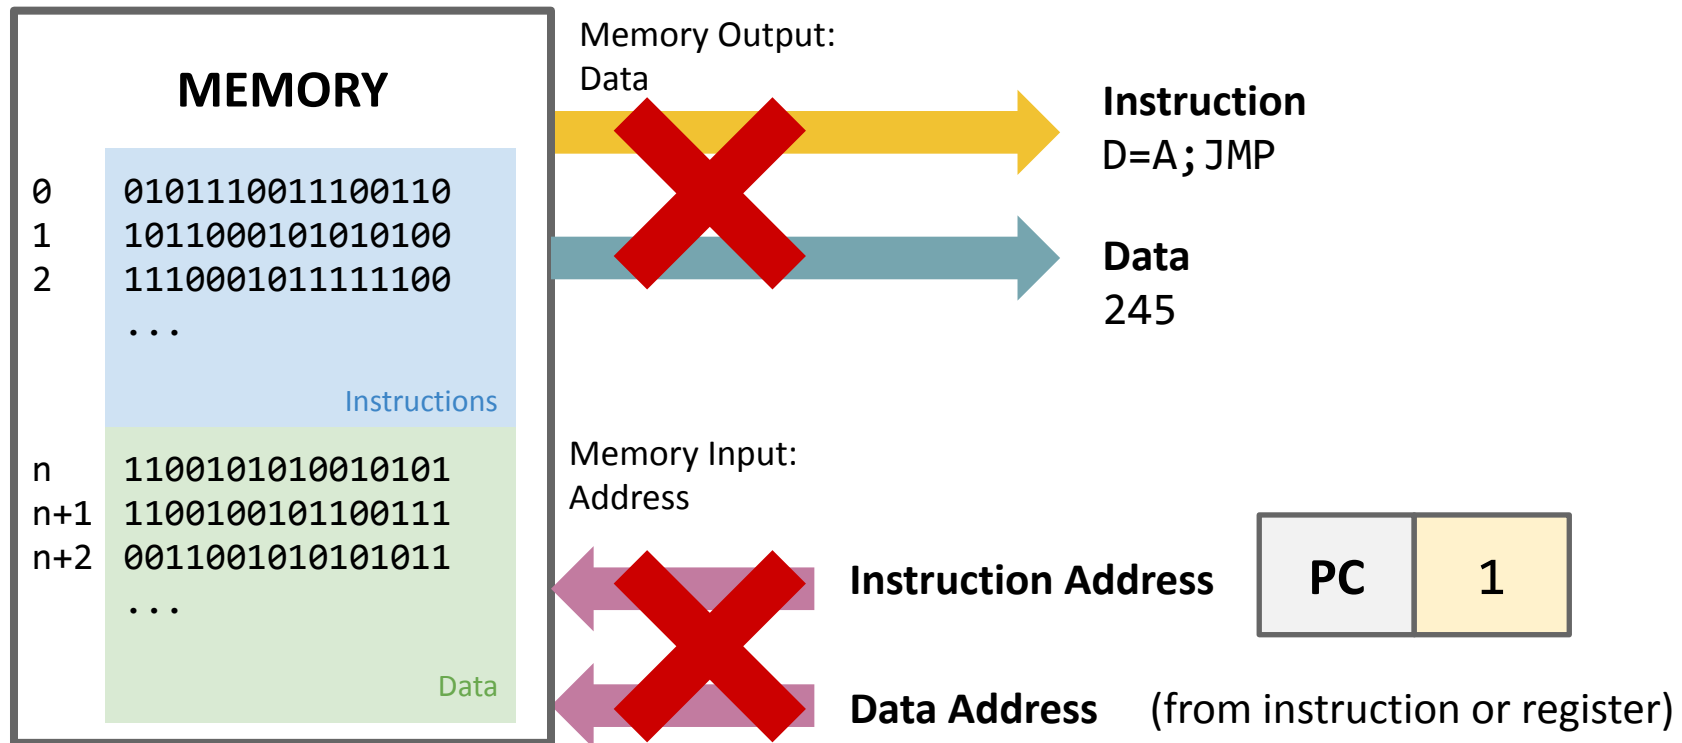 MEMORY
0 0101110011100110
1 1011000101010100
2 1110001011111100
...
Instructions
n 1100101010010101
n+1 1100100101100111
n+2 0011001010101011
...
Data
Memory Output:
Data
Instruction
D=A;JMP
Data
245
Memory Input:
Address
Instruction Address PC 1
Data Address (from instruction or register)